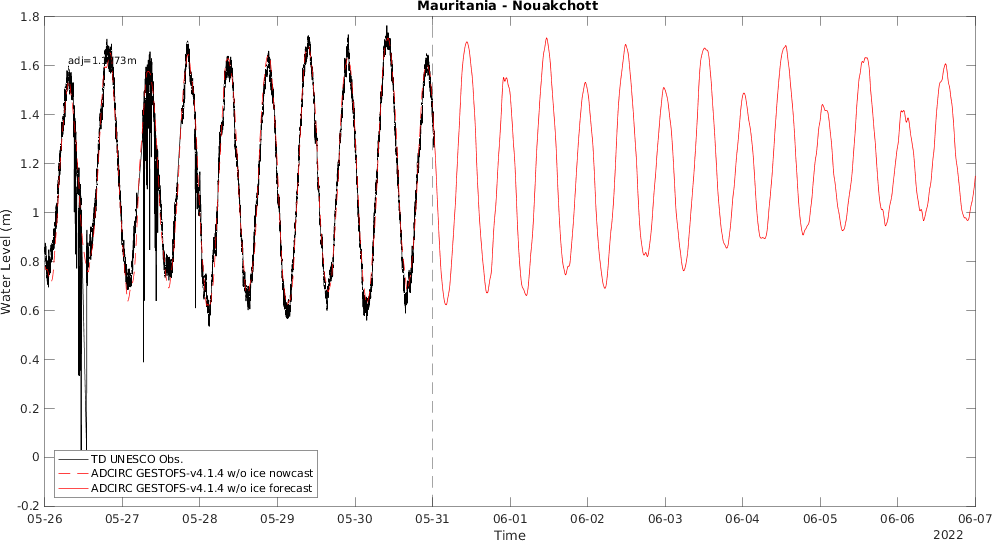 Mauritania - Nouakchott
1.8
1.6
1.4
1.2
1
0.8
0.6
0.4
0.2
0
-0.2
Water Level (m)
TD UNESCO Obs.
ADCIRC GESTOFS-v4.1.4 w/o ice nowcast
ADCIRC GESTOFS-v4.1.4 w/o ice forecast
05-26 05-27 05-28 05-29 05-30 05-31 06-01 06-02 06-03 06-04 06-05 06-06 06-07
Time
2022